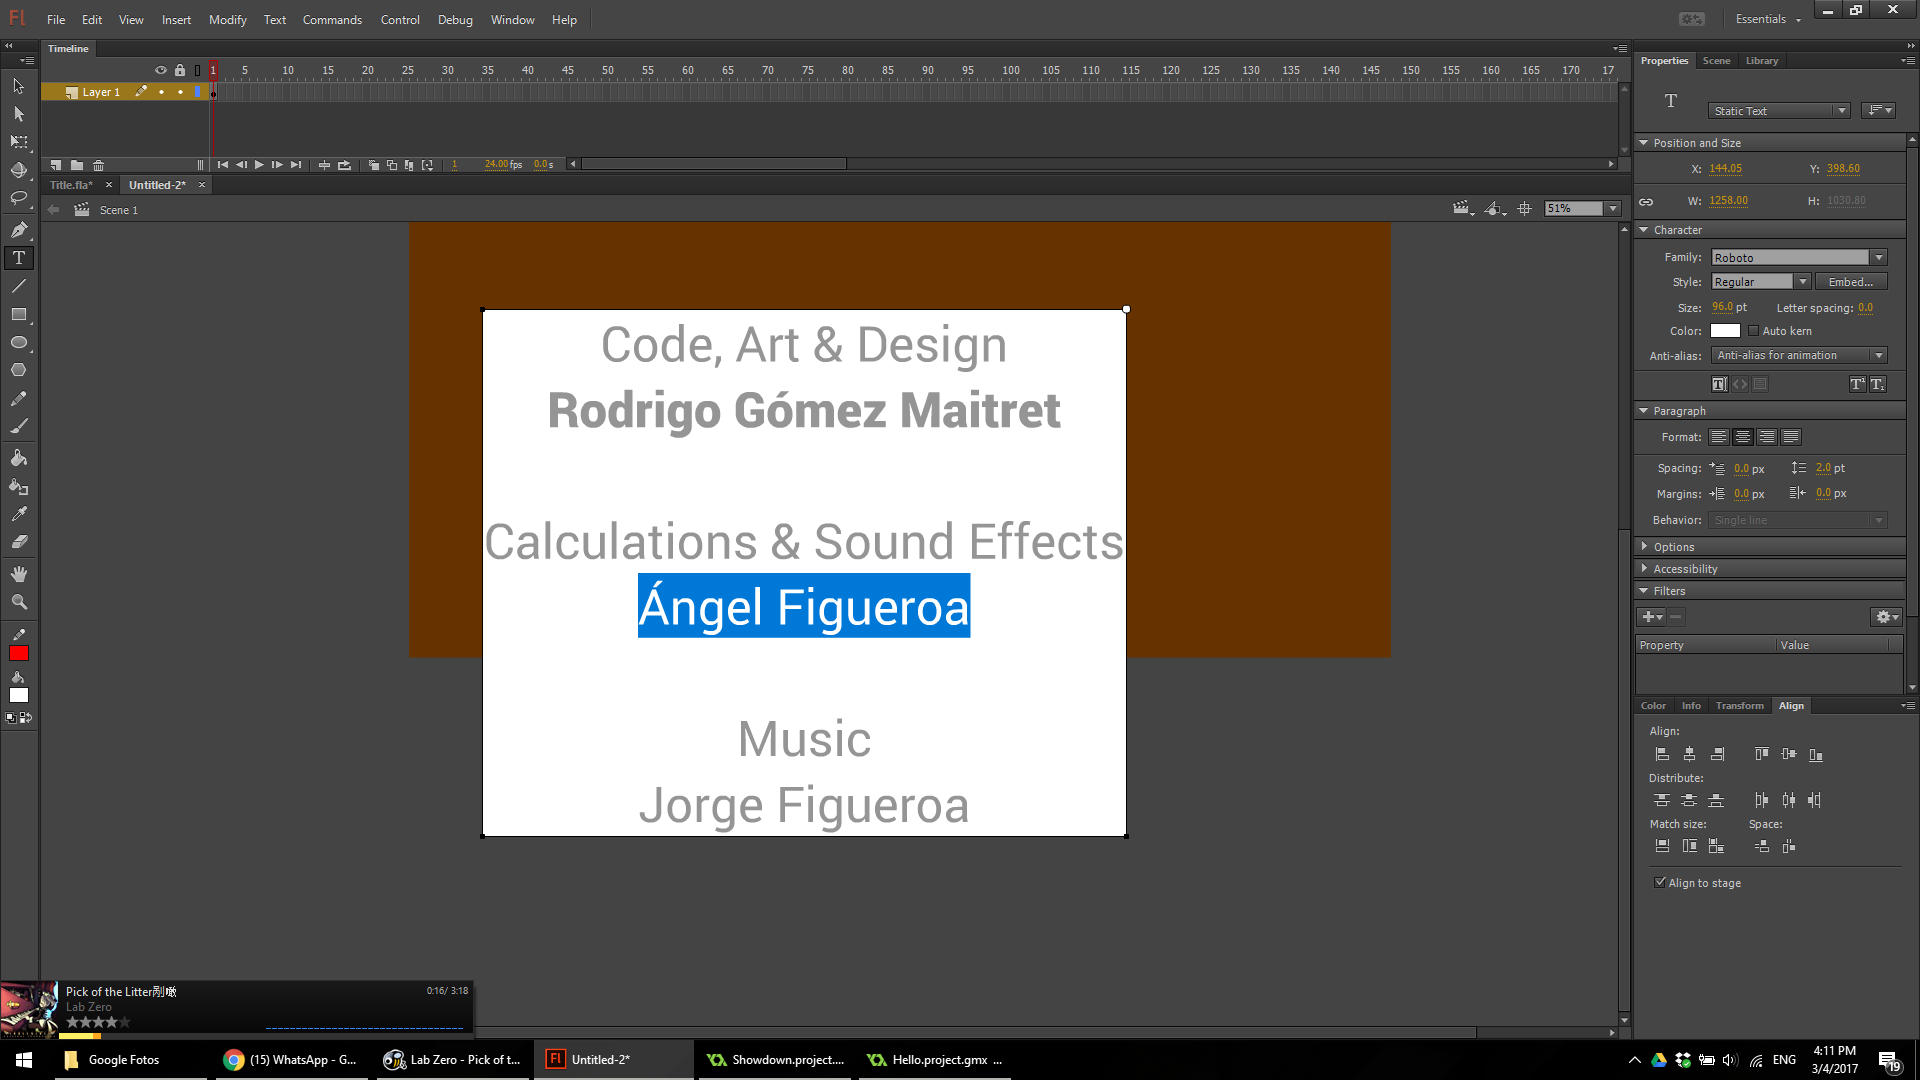 Fl File Edit View Insert Modify Text Commands Control Debug Window Help Essentials
Timeline
1 5 10 15 20 25 30 35 40 45 50 55 60 65 70 75 80 85 90 95 100 105 110 115 120 125 130 135 140 145 150 155 160 165 170 17
Layer 1
1 24.00 fps 0.0 s
Title.fla* Untitled-2*
Scene 1
51%
Code, Art & Design
Rodrigo Gómez Maitret
Calculations & Sound Effects
Ángel Figueroa
Music
Jorge Figueroa
Properties Scene Library
T Static Text
Position and Size
X: 144.05 Y: 398.60
W: 1258.00 H: 1030.80
Character
Family: Roboto
Style: Regular Embed...
Size: 96.0 pt Letter spacing: 0.0
Color: Auto kern
Anti-alias: Anti-alias for animation
Paragraph
Format:
Spacing: 0.0 px 2.0 pt
Margins: 0.0 px 0.0 px
Behavior: Single line
Options
Accessibility
Filters
Property Value
Color Info Transform Align
Align:
Distribute:
Match size: Space:
Align to stage
Pick of the Litter 0:16/ 3:18
Lab Zero
Google Fotos
(15) WhatsApp - G...
Lab Zero - Pick of t...
Fl Untitled-2*
Showdown.project....
Hello.project.gmx ...
ENG
4:11 PM
3/4/2017
19